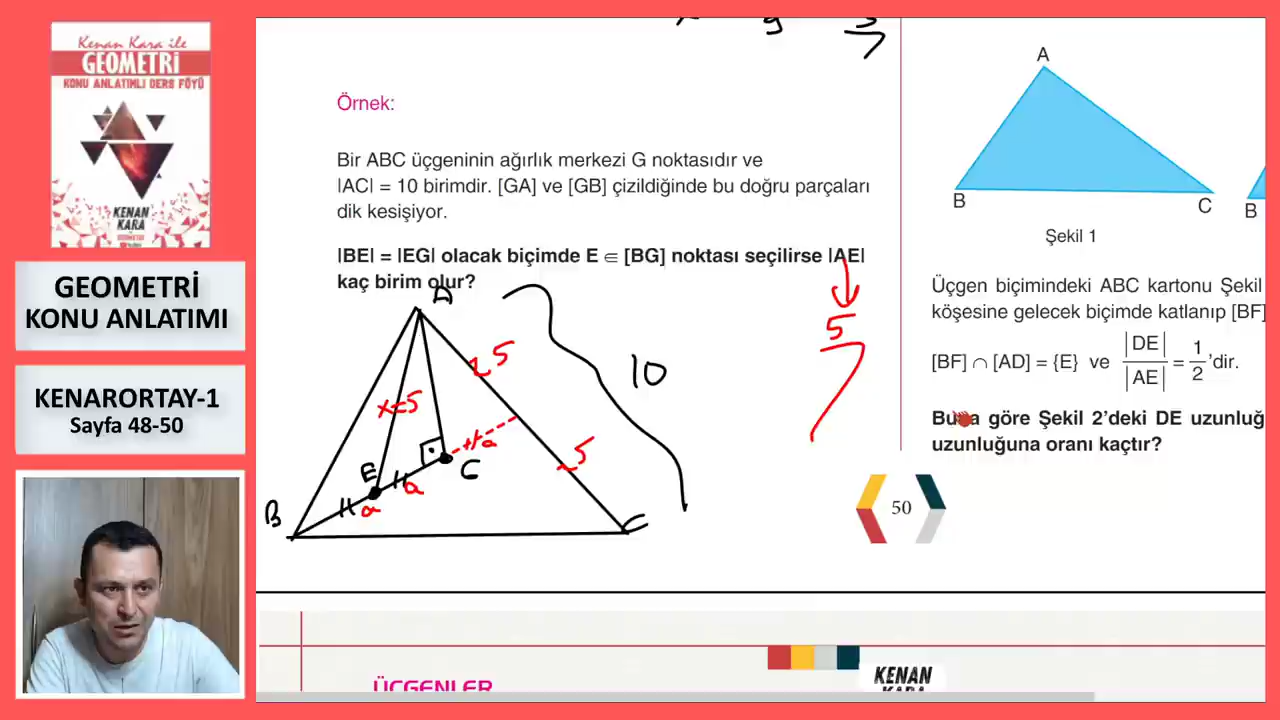 Kenan Kara ile
GEOMETRİ
KONU ANLATIMLI DERS FÖYÜ
KENAN
KARA
GEOMETRİ
KONU ANLATIMI
KENARORTAY-1
Sayfa 48-50
3
Örnek:
Bir ABC üçgeninin ağırlık merkezi G noktasıdır ve
|AC| = 10 birimdir. [GA] ve [GB] çizildiğinde bu doğru parçaları
dik kesişiyor.
|BE| = |EG| olacak biçimde E ∈ [BG] noktası seçilirse |AE|
kaç birim olur?
A
5
10
x=5
5
a
E
G
a
a
B
C
5
A
B
C
B
Şekil 1
Üçgen biçimindeki ABC kartonu Şekil
köşesine gelecek biçimde katlanıp [BF]
[BF] ∩ [AD] = {E} ve |DE| / |AE| = 1/2 'dir.
göre Şekil 2'deki DE uzunluğ
uzunluğuna oranı kaçtır?
50
ÜÇGENLER
KENAN
KARA